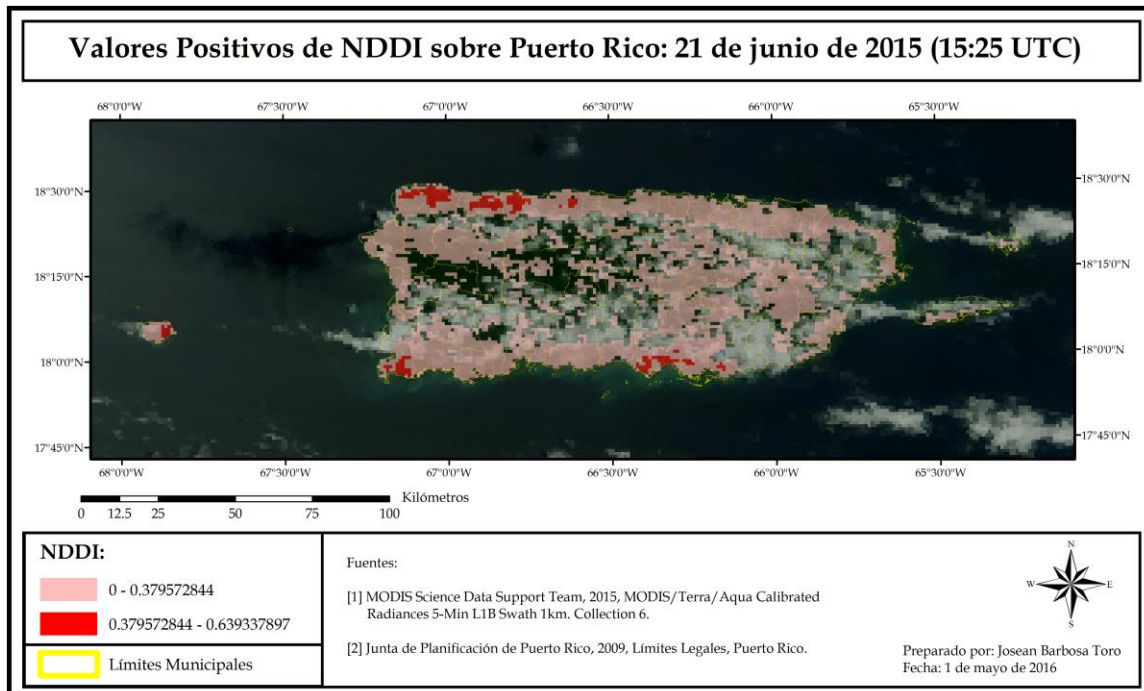 Valores Positivos de NDDI sobre Puerto Rico: 21 de junio de 2015 (15:25 UTC)
68°0'0"W 67°30'0"W 67°0'0"W 66°30'0"W 66°0'0"W 65°30'0"W
18°30'0"N 18°30'0"N
18°15'0"N 18°15'0"N
18°0'0"N 18°0'0"N
17°45'0"N 17°45'0"N
68°0'0"W 67°30'0"W 67°0'0"W 66°30'0"W 66°0'0"W 65°30'0"W
Kilómetros
0 12.5 25 50 75 100
NDDI:
0 - 0.379572844
0.379572844 - 0.639337897
Límites Municipales
Fuentes:
[1] MODIS Science Data Support Team, 2015, MODIS/Terra/Aqua Calibrated
Radiances 5-Min L1B Swath 1km. Collection 6.
[2] Junta de Planificación de Puerto Rico, 2009, Límites Legales, Puerto Rico.
N
W E
S
Preparado por: Josean Barbosa Toro
Fecha: 1 de mayo de 2016